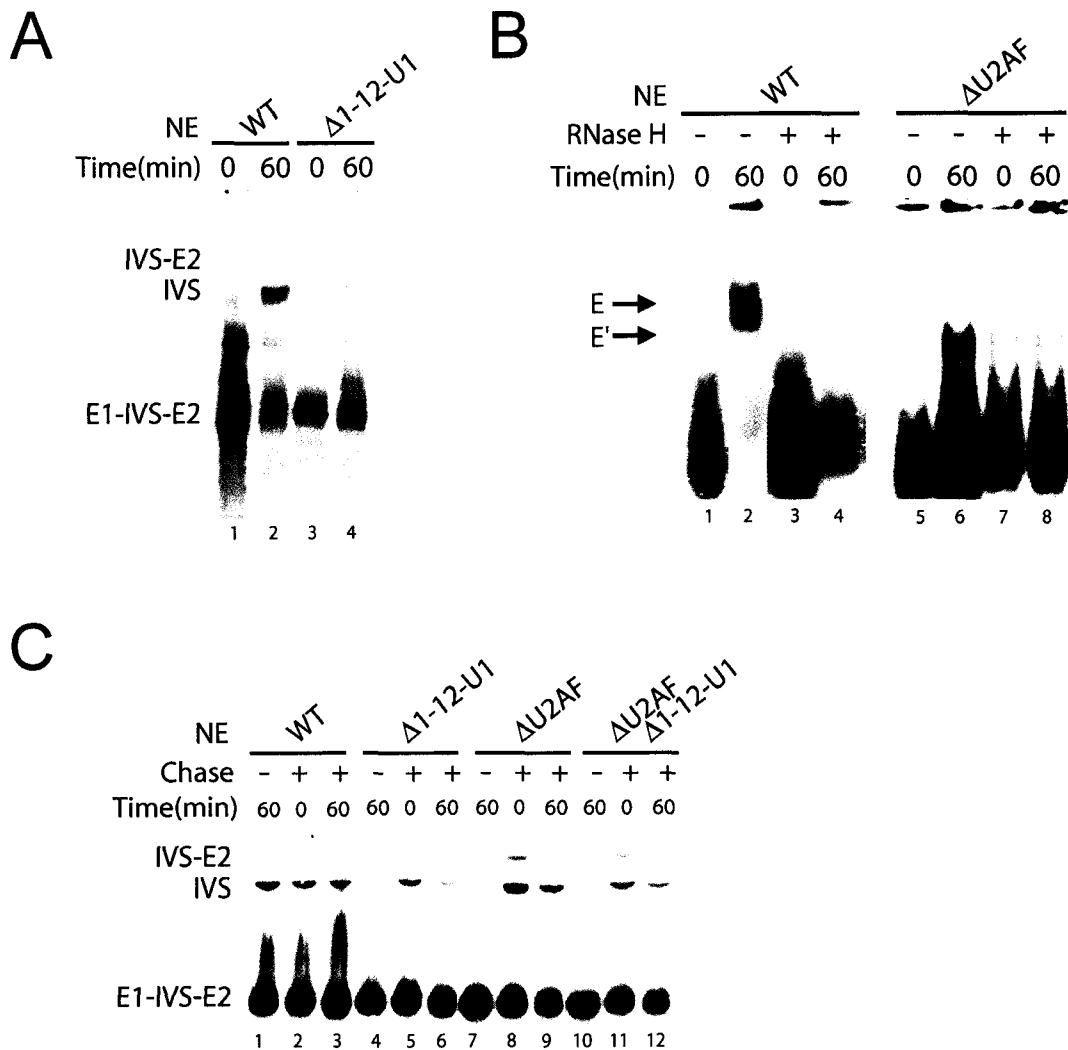 A
NE WT Δ1-12-U1
Time(min) 0 60 0 60
IVS-E2
IVS
E1-IVS-E2
1 2 3 4
B
NE WT ΔU2AF
RNase H - - + + - - + +
Time(min) 0 60 0 60 0 60 0 60
E
E'
1 2 3 4 5 6 7 8
C
NE WT Δ1-12-U1 ΔU2AF ΔU2AF Δ1-12-U1
Chase - + + - + + - + + - + +
Time(min) 60 0 60 60 0 60 60 0 60 60 0 60
IVS-E2
IVS
E1-IVS-E2
1 2 3 4 5 6 7 8 9 10 11 12